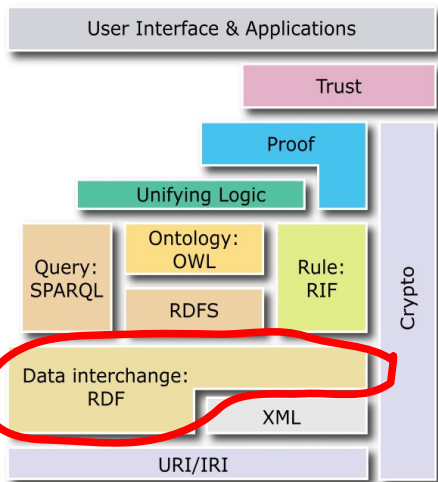 User Interface & Applications
Trust
Proof
Unifying Logic
Query:
SPARQL
Ontology:
OWL
RDFS
Rule:
RIF
Crypto
Data interchange:
RDF
XML
URI/IRI